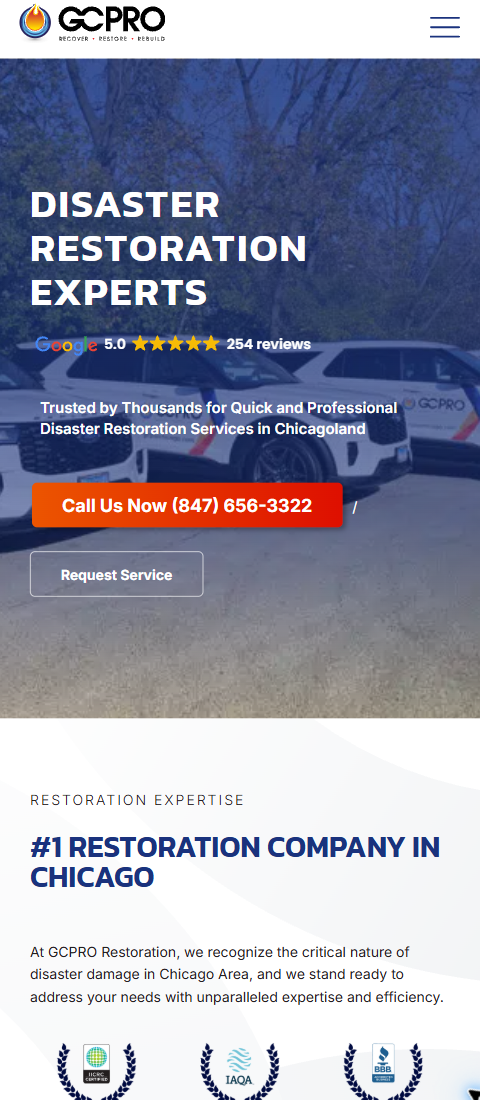 GCPRO
RECOVER • RESTORE • REBUILD
DISASTER
RESTORATION
EXPERTS
Google 5.0 254 reviews
GCPRO
Trusted by Thousands for Quick and Professional
Disaster Restoration Services in Chicagoland
Call Us Now (847) 656-3322 /
Request Service
RESTORATION EXPERTISE
#1 RESTORATION COMPANY IN
CHICAGO
At GCPRO Restoration, we recognize the critical nature of
disaster damage in Chicago Area, and we stand ready to
address your needs with unparalleled expertise and efficiency.
IICRC
CERTIFIED
IAQA
BBB